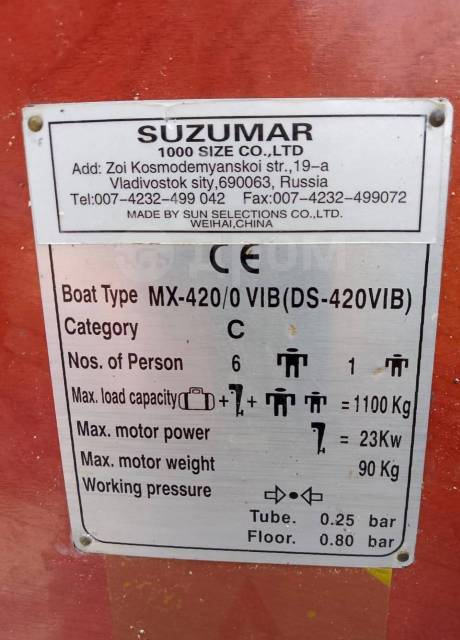 SUZUMAR
1000 SIZE CO.,LTD
Add: Zoi Kosmodemyanskoi str.,19-a
Vladivostok sity,690063, Russia
Tel:007-4232-499 042 Fax:007-4232-499072
MADE BY SUN SELECTIONS CO.,LTD.
WEIHAI,CHINA
CE
Boat Type MX-420/0 VIB(DS-420VIB)
Category C
Nos. of Person 6 1
Max. load capacity + + = 1100 Kg
Max. motor power = 23Kw
Max. motor weight 90 Kg
Working pressure
Tube. 0.25 bar
Floor. 0.80 bar